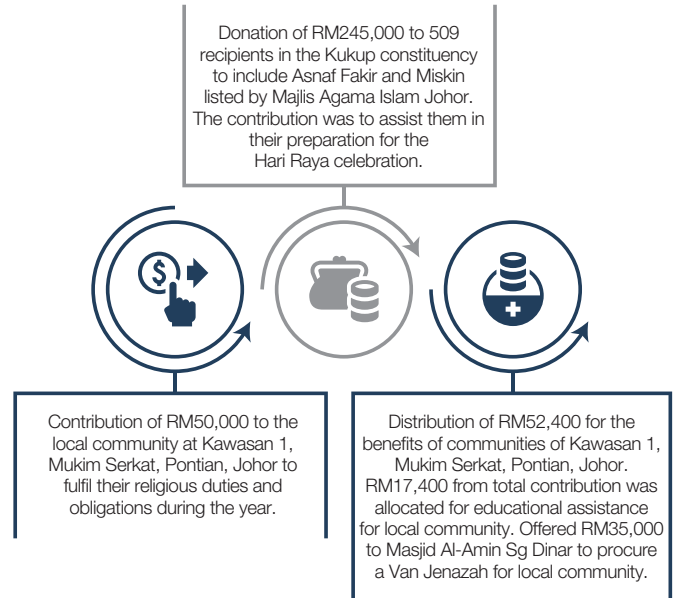 Donation of RM245,000 to 509
recipients in the Kukup constituency
to include Asnaf Fakir and Miskin
listed by Majlis Agama Islam Johor.
The contribution was to assist them in
their preparation for the
Hari Raya celebration.
$
Contribution of RM50,000 to the
local community at Kawasan 1,
Mukim Serkat, Pontian, Johor to
fulfil their religious duties and
obligations during the year.
Distribution of RM52,400 for the
benefits of communities of Kawasan 1,
Mukim Serkat, Pontian, Johor.
RM17,400 from total contribution was
allocated for educational assistance
for local community. Offered RM35,000
to Masjid Al-Amin Sg Dinar to procure
a Van Jenazah for local community.